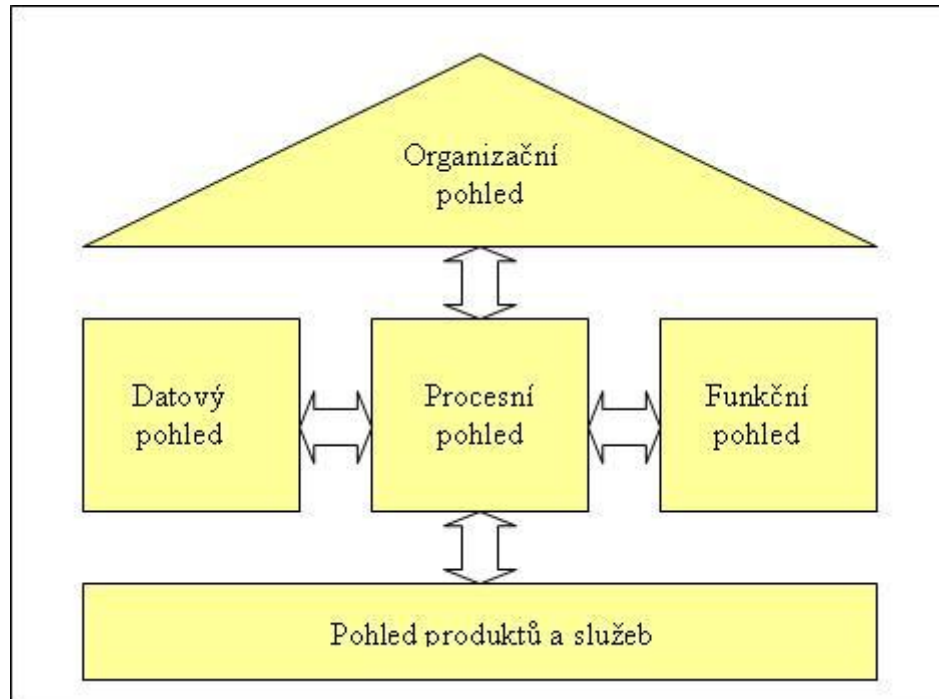 Organizační
pohled
Datový
pohled
Procesní
pohled
Funkční
pohled
Pohled produktů a služeb